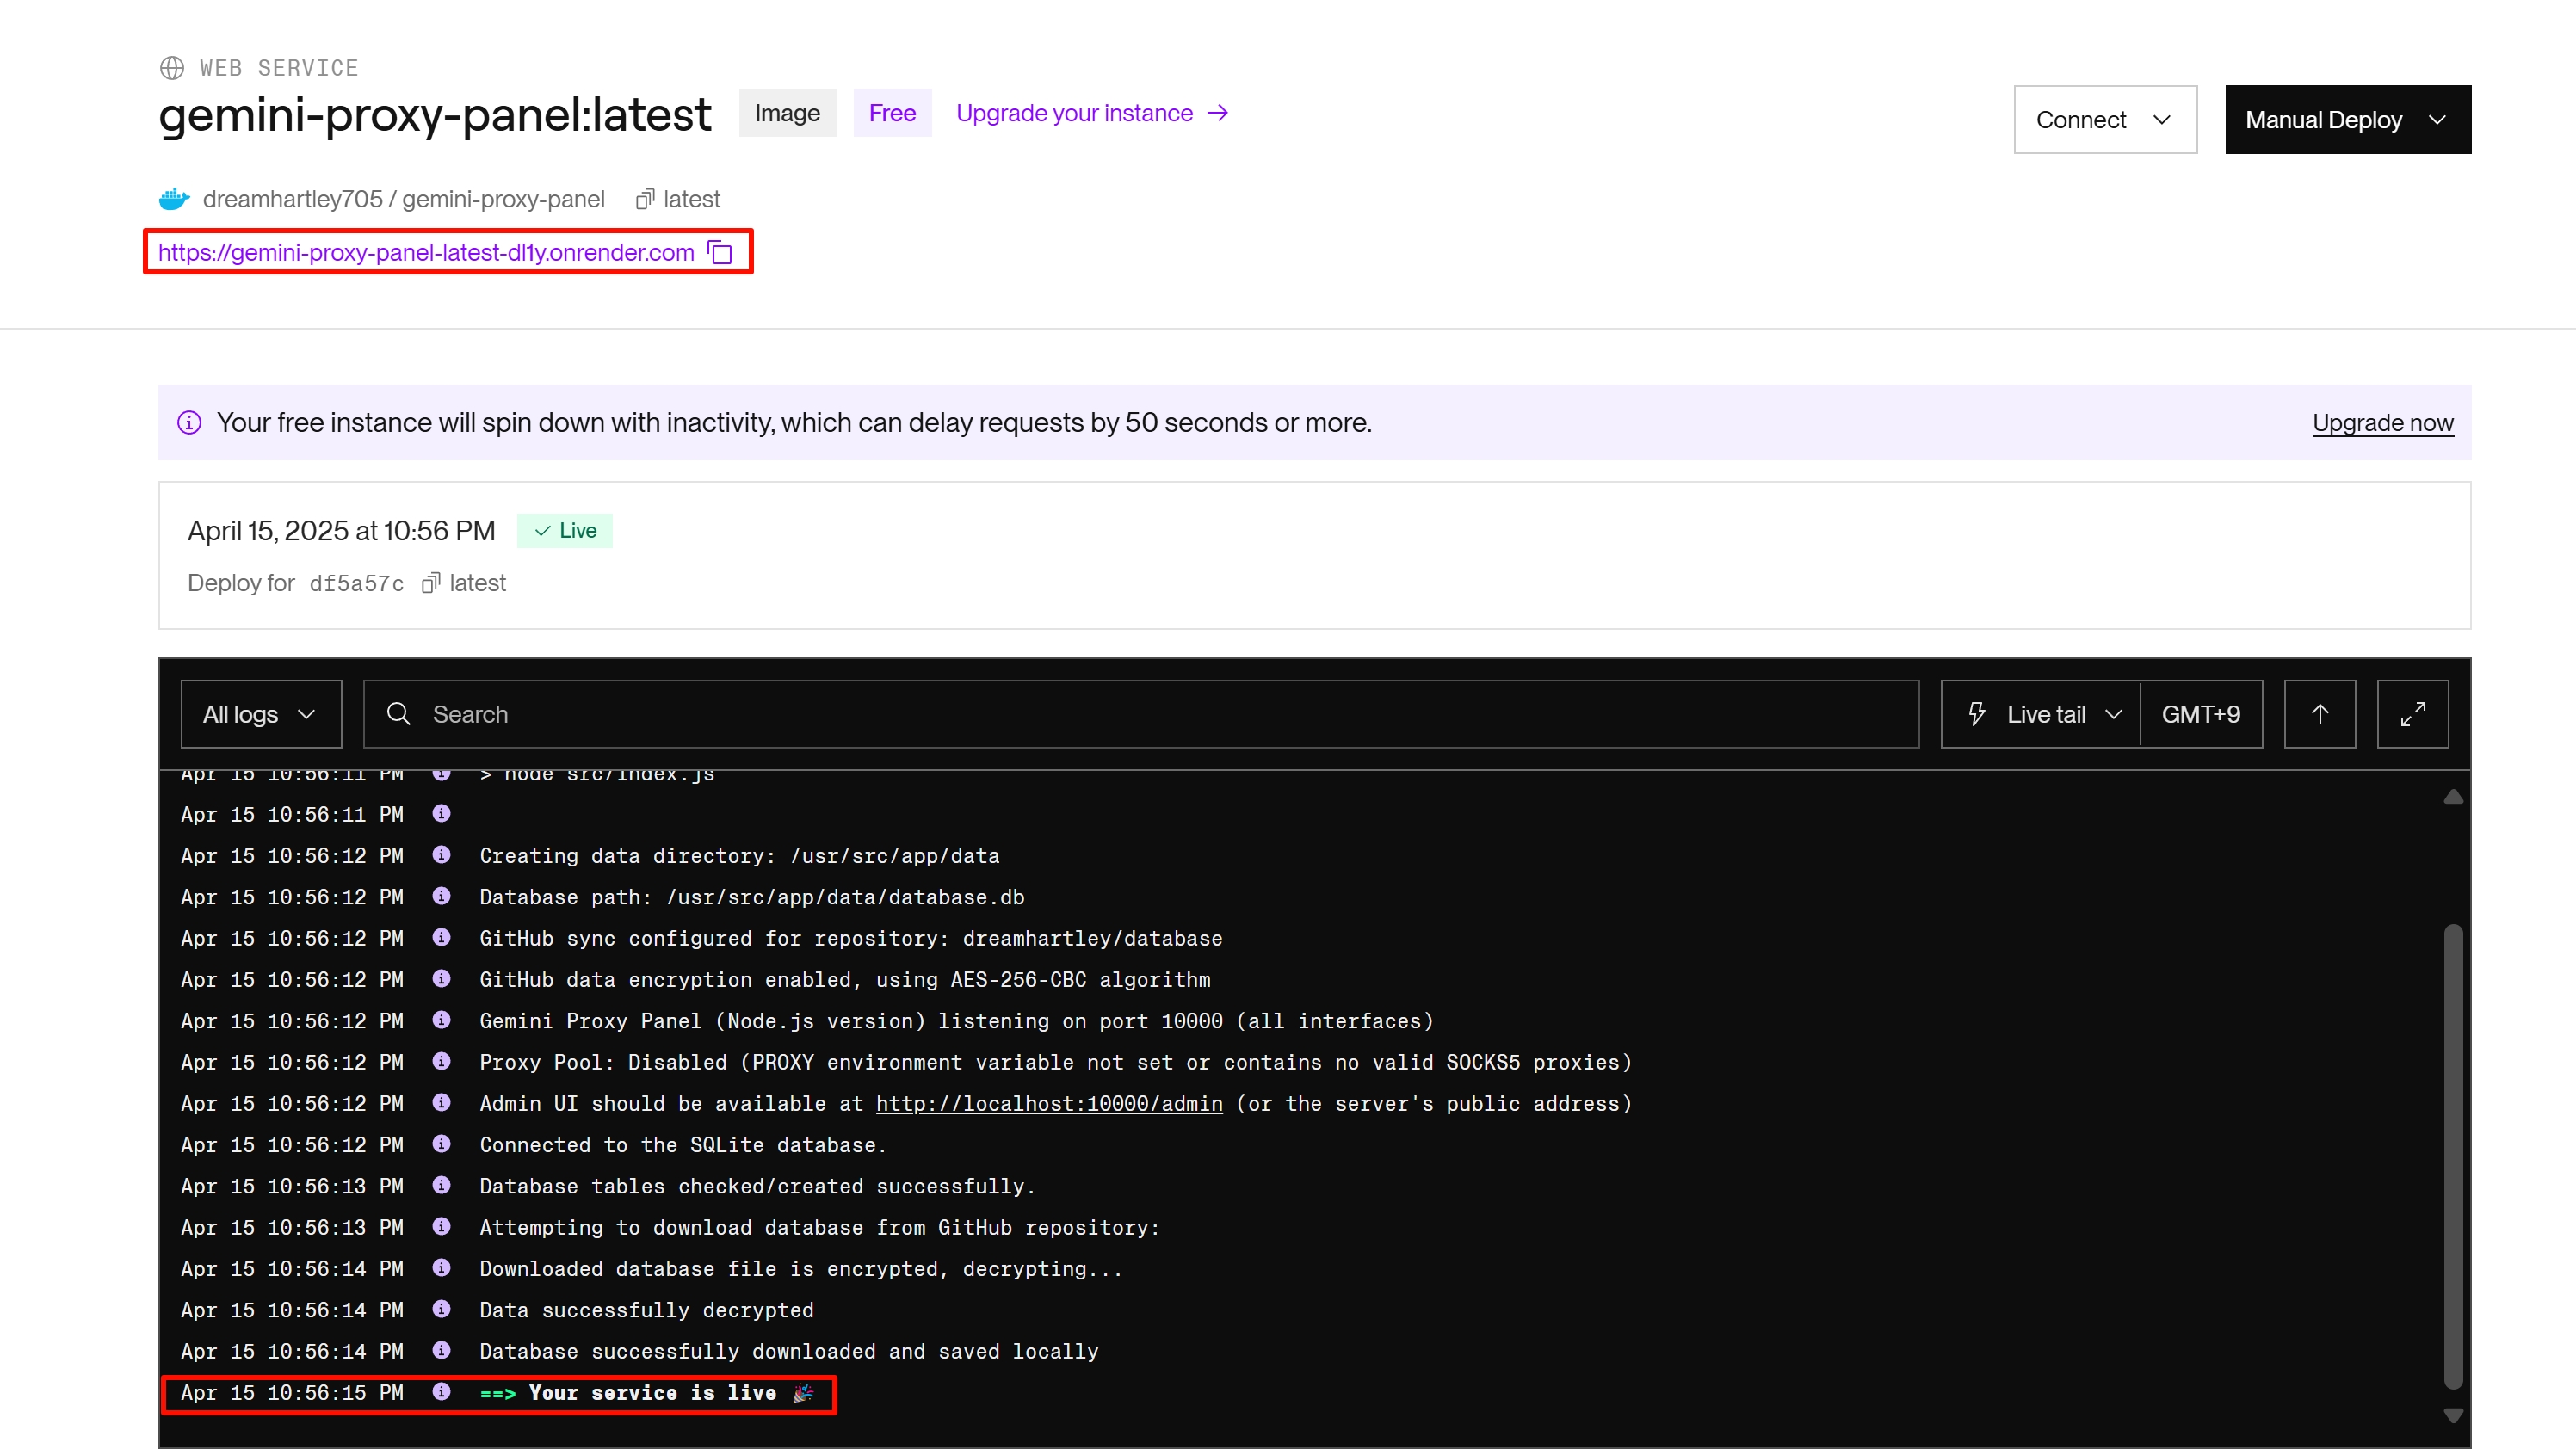 WEB SERVICE
gemini-proxy-panel:latest Image Free Upgrade your instance →
Connect Manual Deploy
dreamhartley705 / gemini-proxy-panel latest
https://gemini-proxy-panel-latest-dl1y.onrender.com
Your free instance will spin down with inactivity, which can delay requests by 50 seconds or more. Upgrade now
April 15, 2025 at 10:56 PM ✓ Live
Deploy for df5a57c latest
All logs Search Live tail GMT+9
Apr 15 10:56:11 PM > node src/index.js
Apr 15 10:56:11 PM
Apr 15 10:56:12 PM Creating data directory: /usr/src/app/data
Apr 15 10:56:12 PM Database path: /usr/src/app/data/database.db
Apr 15 10:56:12 PM GitHub sync configured for repository: dreamhartley/database
Apr 15 10:56:12 PM GitHub data encryption enabled, using AES-256-CBC algorithm
Apr 15 10:56:12 PM Gemini Proxy Panel (Node.js version) listening on port 10000 (all interfaces)
Apr 15 10:56:12 PM Proxy Pool: Disabled (PROXY environment variable not set or contains no valid SOCKS5 proxies)
Apr 15 10:56:12 PM Admin UI should be available at http://localhost:10000/admin (or the server's public address)
Apr 15 10:56:12 PM Connected to the SQLite database.
Apr 15 10:56:13 PM Database tables checked/created successfully.
Apr 15 10:56:13 PM Attempting to download database from GitHub repository:
Apr 15 10:56:14 PM Downloaded database file is encrypted, decrypting...
Apr 15 10:56:14 PM Data successfully decrypted
Apr 15 10:56:14 PM Database successfully downloaded and saved locally
Apr 15 10:56:15 PM ==> Your service is live 🎉